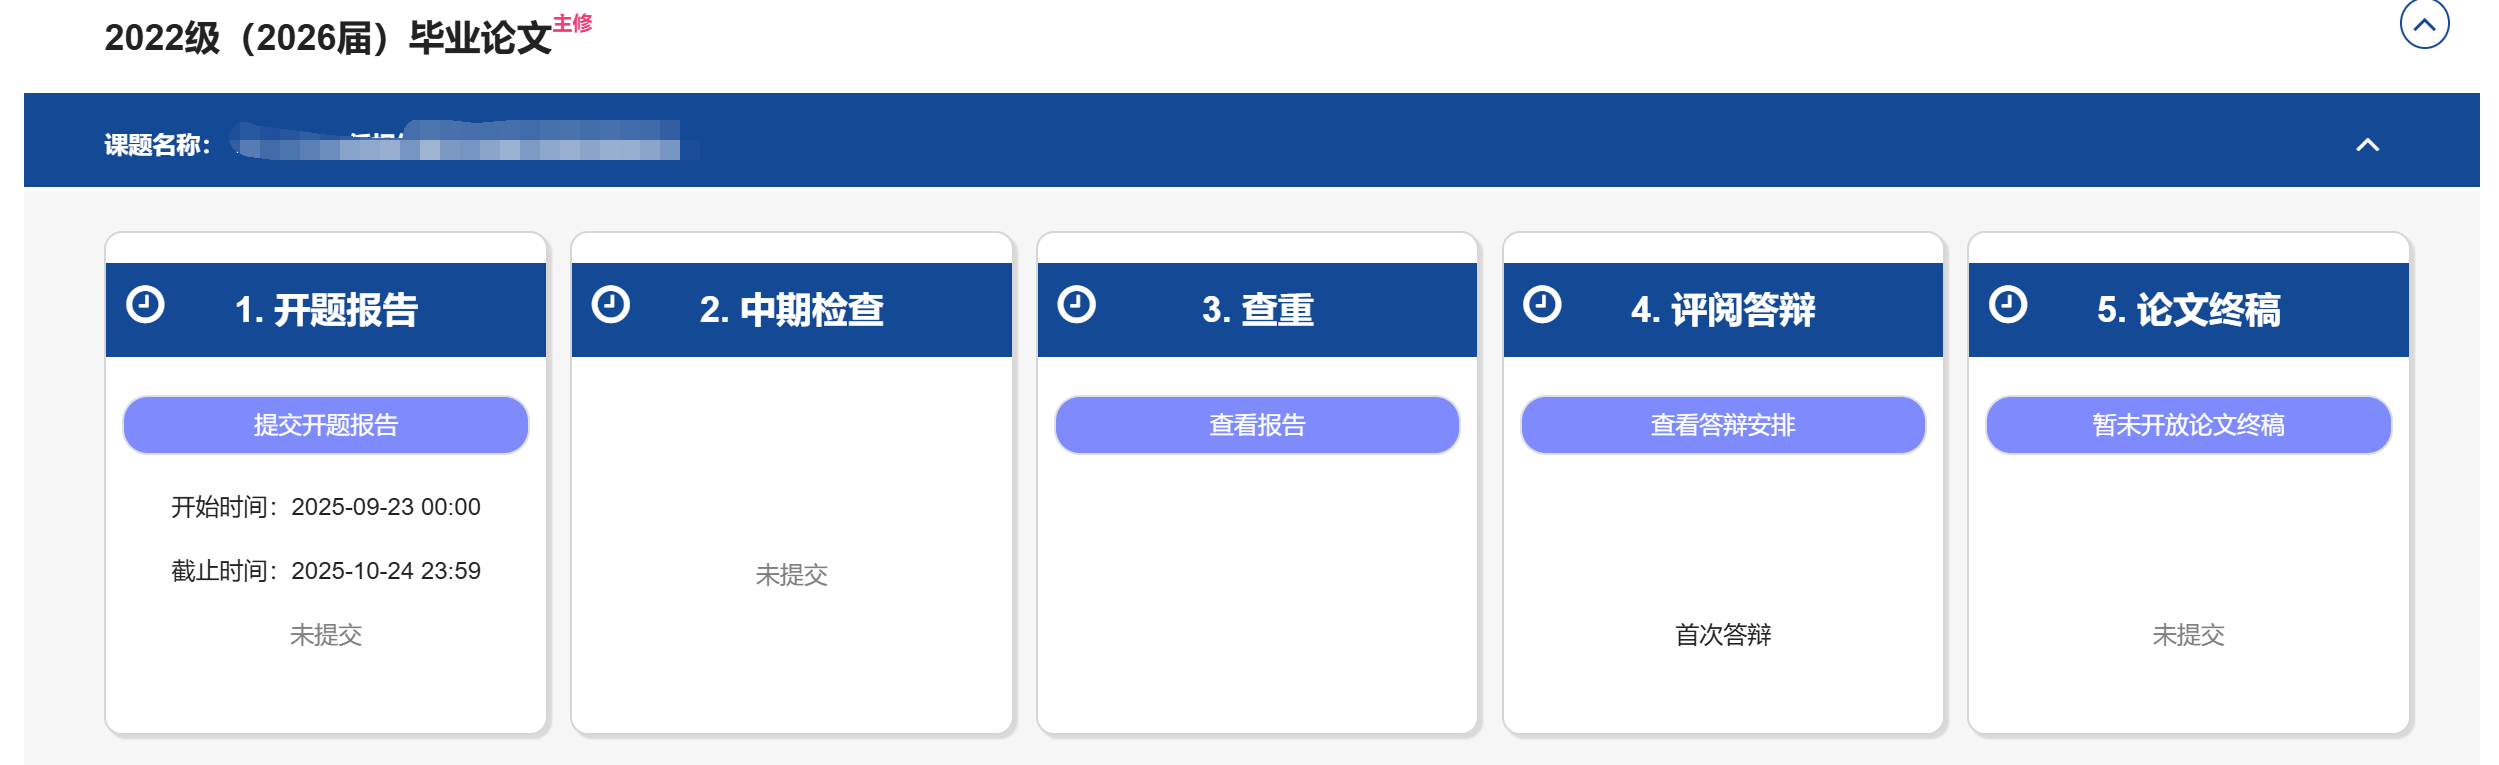 2022级（2026届）毕业论文主修
课题名称：
1. 开题报告
提交开题报告
开始时间：2025-09-23 00:00
截止时间：2025-10-24 23:59
未提交
2. 中期检查
未提交
3. 查重
查看报告
4. 评阅答辩
查看答辩安排
首次答辩
5. 论文终稿
暂未开放论文终稿
未提交